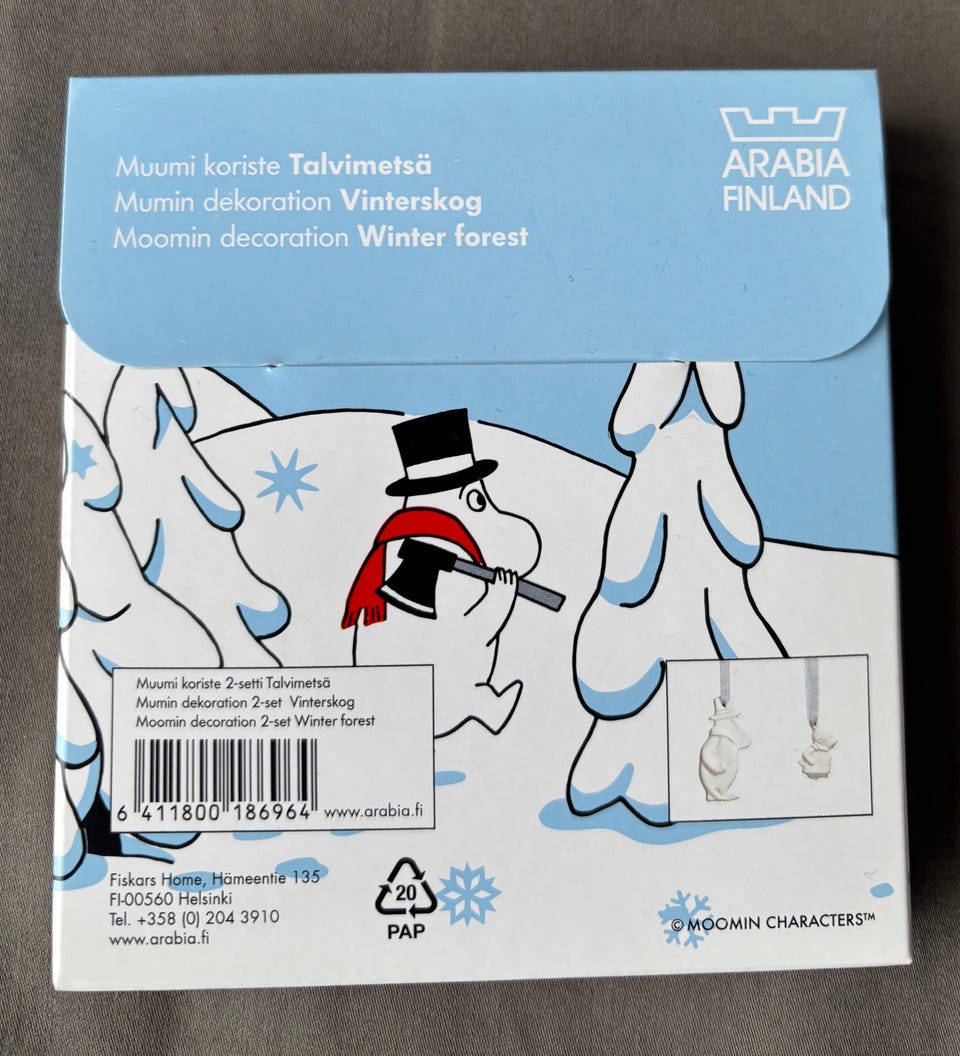 Muumi koriste Talvimetsä
Mumin dekoration Vinterskog
Moomin decoration Winter forest
ARABIA
FINLAND
Muumi koriste 2-setti Talvimetsä
Mumin dekoration 2-set Vinterskog
Moomin decoration 2-set Winter forest
6 411800 186964
www.arabia.fi
Fiskars Home, Hämeentie 135
FI-00560 Helsinki
Tel. +358 (0) 204 3910
www.arabia.fi
20
PAP
© MOOMIN CHARACTERS™